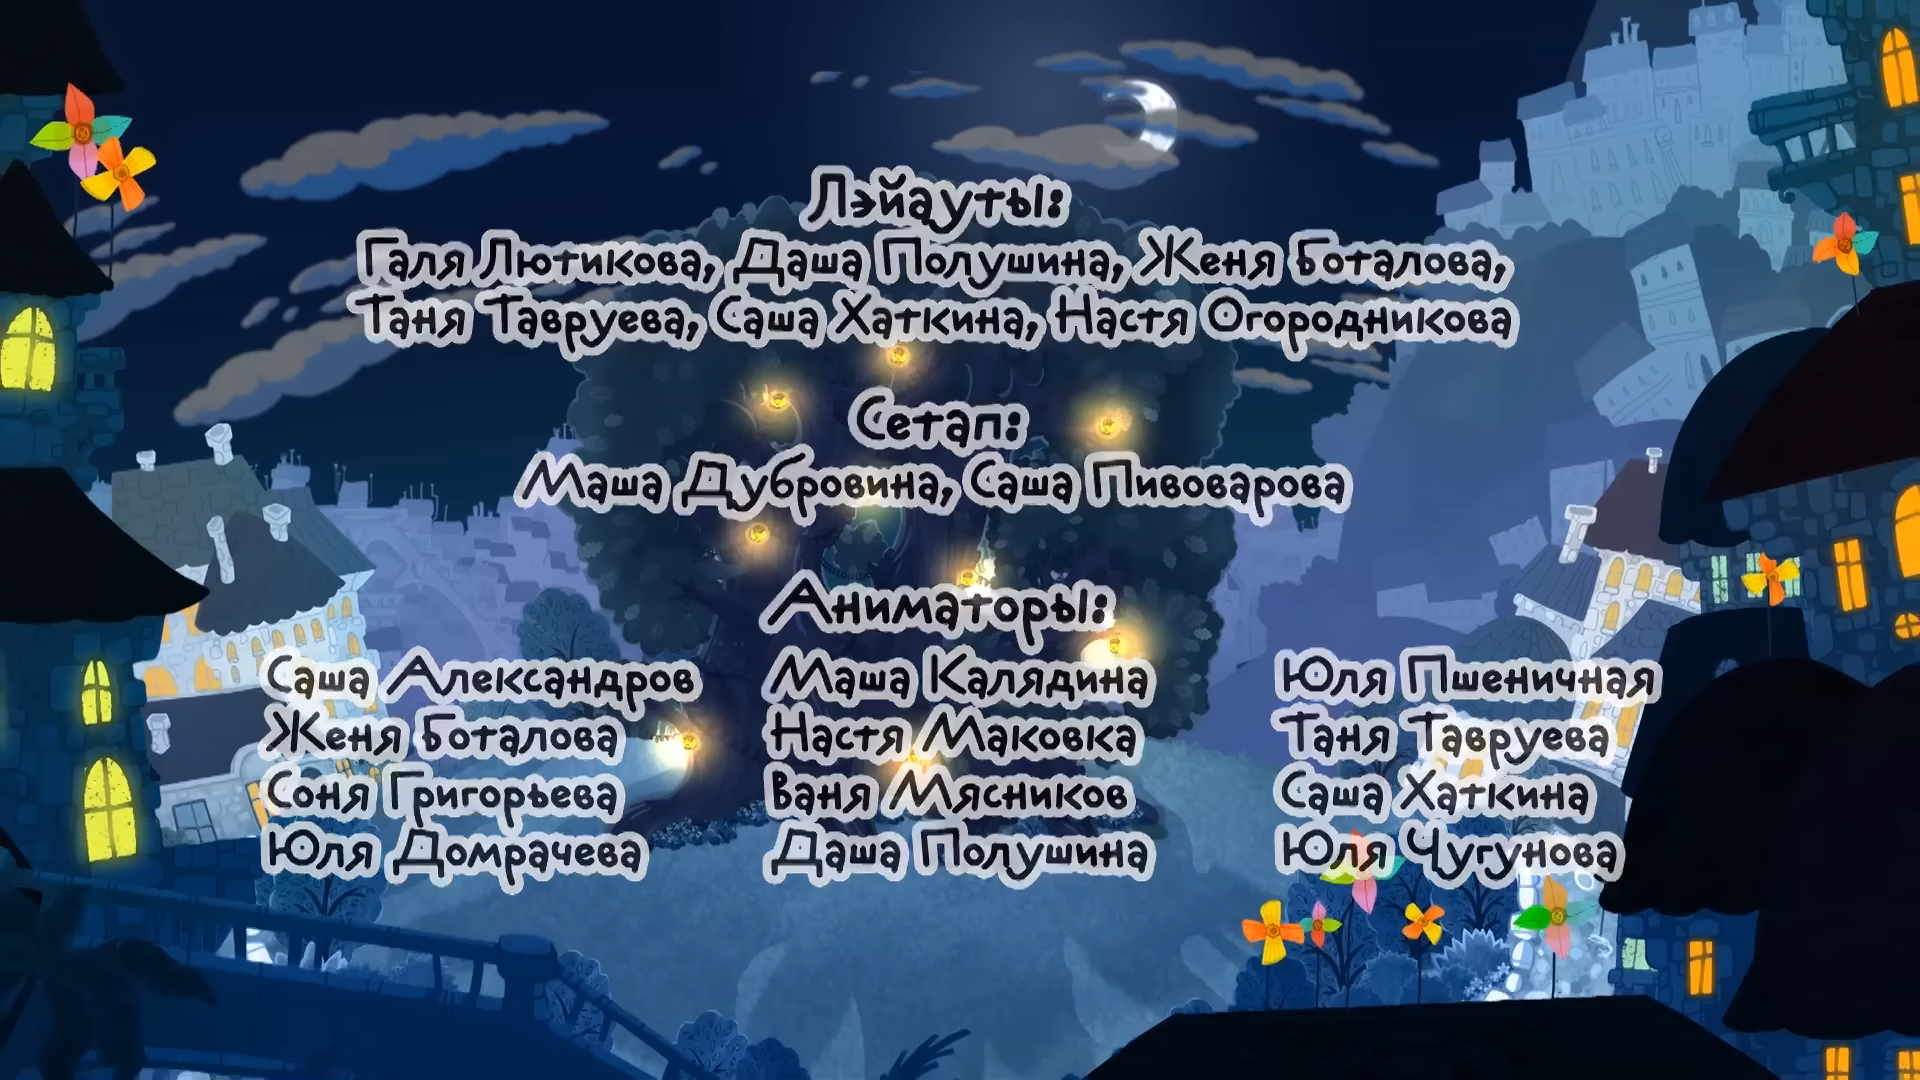 Лэйауты:
Галя Лютикова, Даша Полушина, Женя Боталова,
Таня Тавруева, Саша Хаткина, Настя Огородникова
Сетап:
Маша Дубровина, Саша Пивоварова
Аниматоры:
Саша Александров
Женя Боталова
Соня Григорьева
Юля Домрачева
Маша Калядина
Настя Маковка
Ваня Мясников
Даша Полушина
Юля Пшеничная
Таня Тавруева
Саша Хаткина
Юля Чугунова